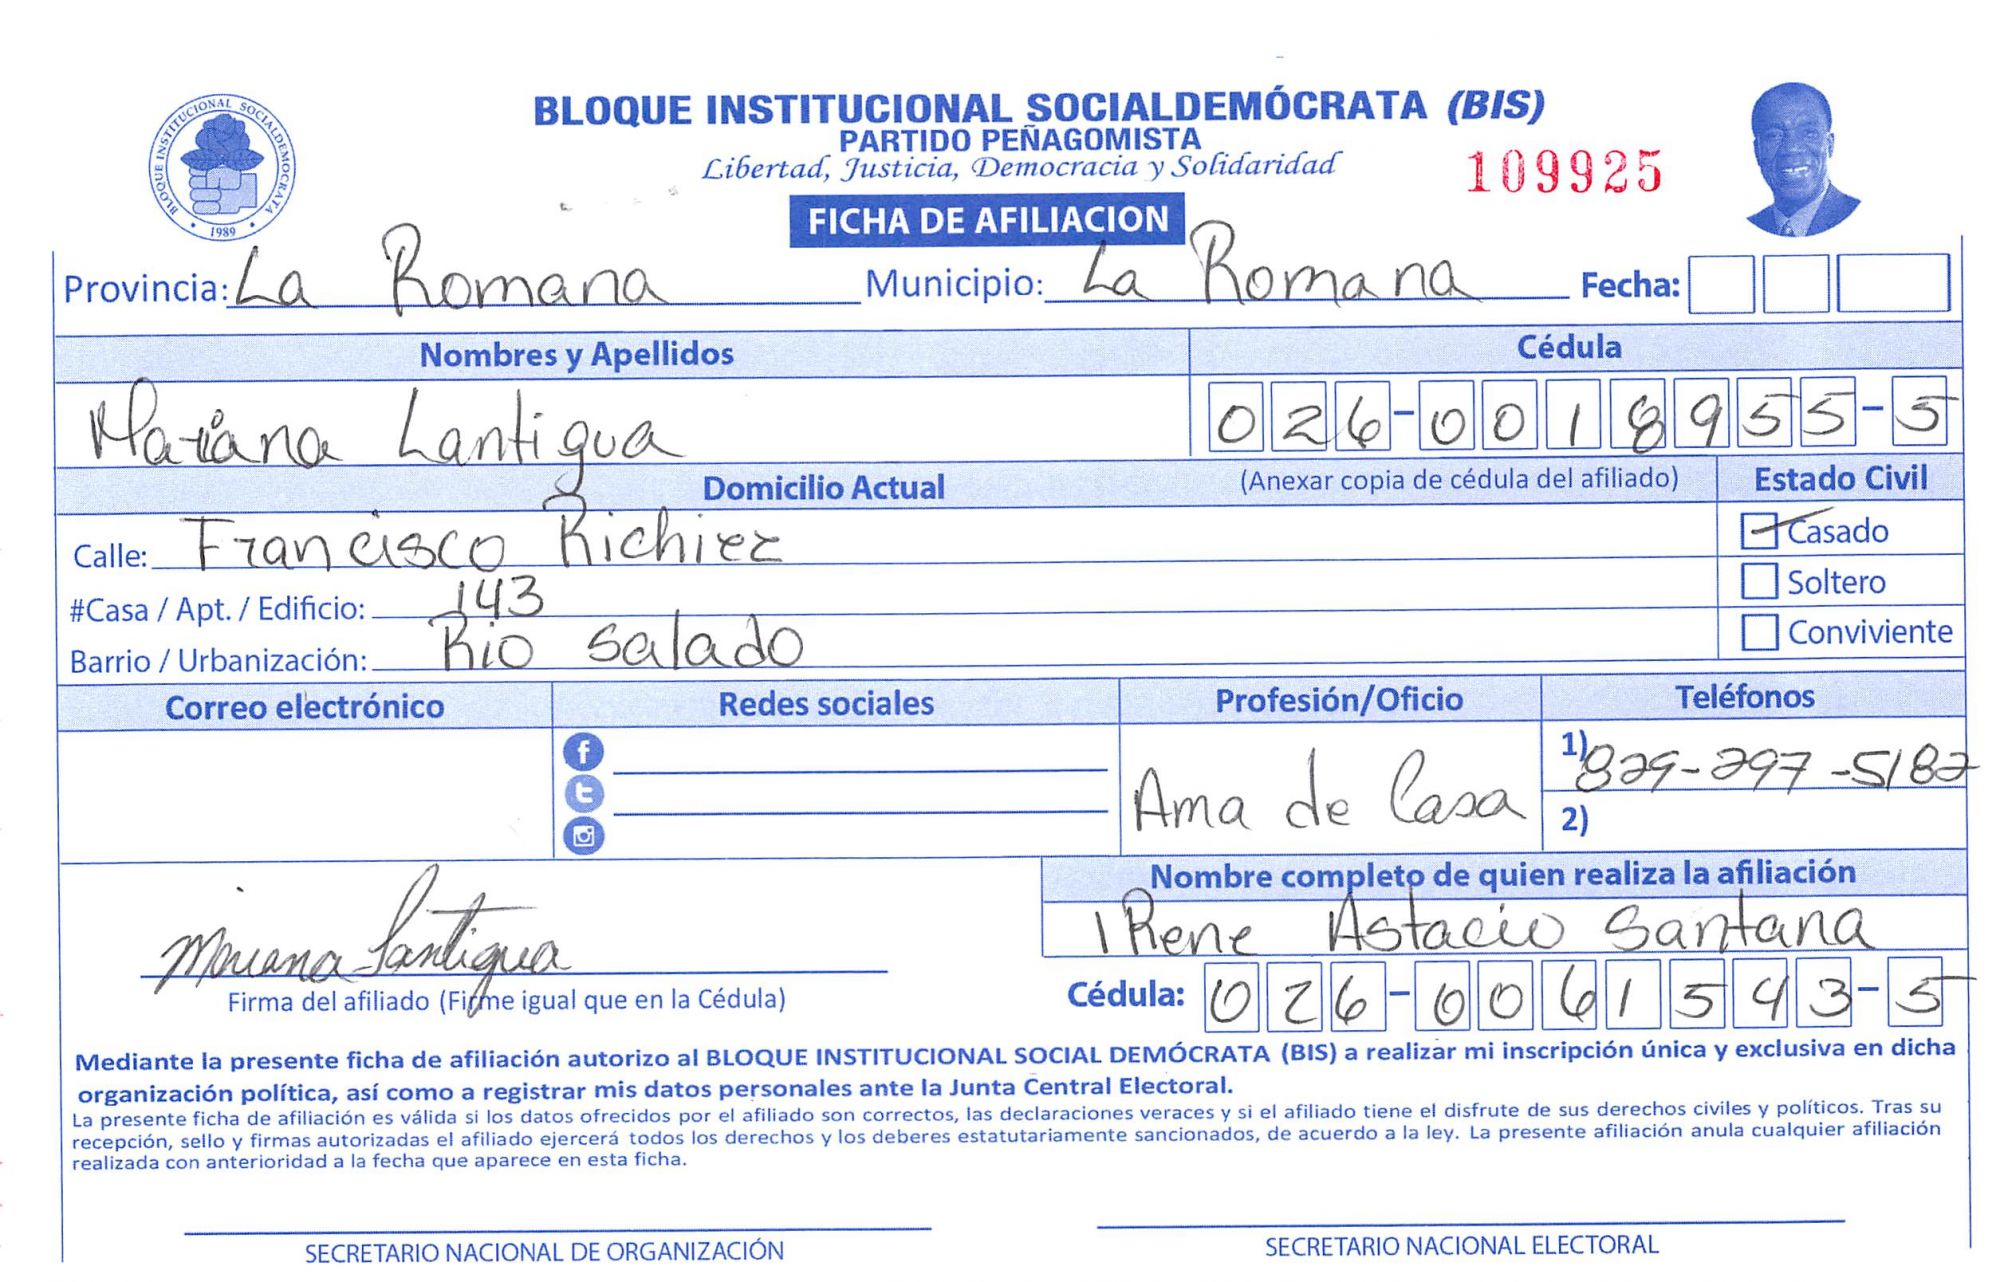 BLOQUE INSTITUCIONAL SOCIALDEMÓCRATA
1989
BLOQUE INSTITUCIONAL SOCIALDEMÓCRATA (BIS)
PARTIDO PEÑAGOMISTA
Libertad, Justicia, Democracia y Solidaridad
109925
FICHA DE AFILIACION
Provincia: La Romana Municipio: La Romana Fecha:
Nombres y Apellidos Cédula
Mariana Lantigua 026-0018955-5
Domicilio Actual (Anexar copia de cédula del afiliado) Estado Civil
Calle: Francisco Richiez Casado
#Casa / Apt. / Edificio: 143 Soltero
Barrio / Urbanización: Rio Salado Conviviente
Correo electrónico Redes sociales Profesión/Oficio Teléfonos
Ama de Casa 1) 829-297-5182
2)
Nombre completo de quien realiza la afiliación
IRene Astacio Santana
Mariana Lantigua
Firma del afiliado (Firme igual que en la Cédula) Cédula: 026-0061543-5
Mediante la presente ficha de afiliación autorizo al BLOQUE INSTITUCIONAL SOCIAL DEMÓCRATA (BIS) a realizar mi inscripción única y exclusiva en dicha
organización política, así como a registrar mis datos personales ante la Junta Central Electoral.
La presente ficha de afiliación es válida si los datos ofrecidos por el afiliado son correctos, las declaraciones veraces y si el afiliado tiene el disfrute de sus derechos civiles y políticos. Tras su
recepción, sello y firmas autorizadas el afiliado ejercerá todos los derechos y los deberes estatutariamente sancionados, de acuerdo a la ley. La presente afiliación anula cualquier afiliación
realizada con anterioridad a la fecha que aparece en esta ficha.
SECRETARIO NACIONAL DE ORGANIZACIÓN SECRETARIO NACIONAL ELECTORAL